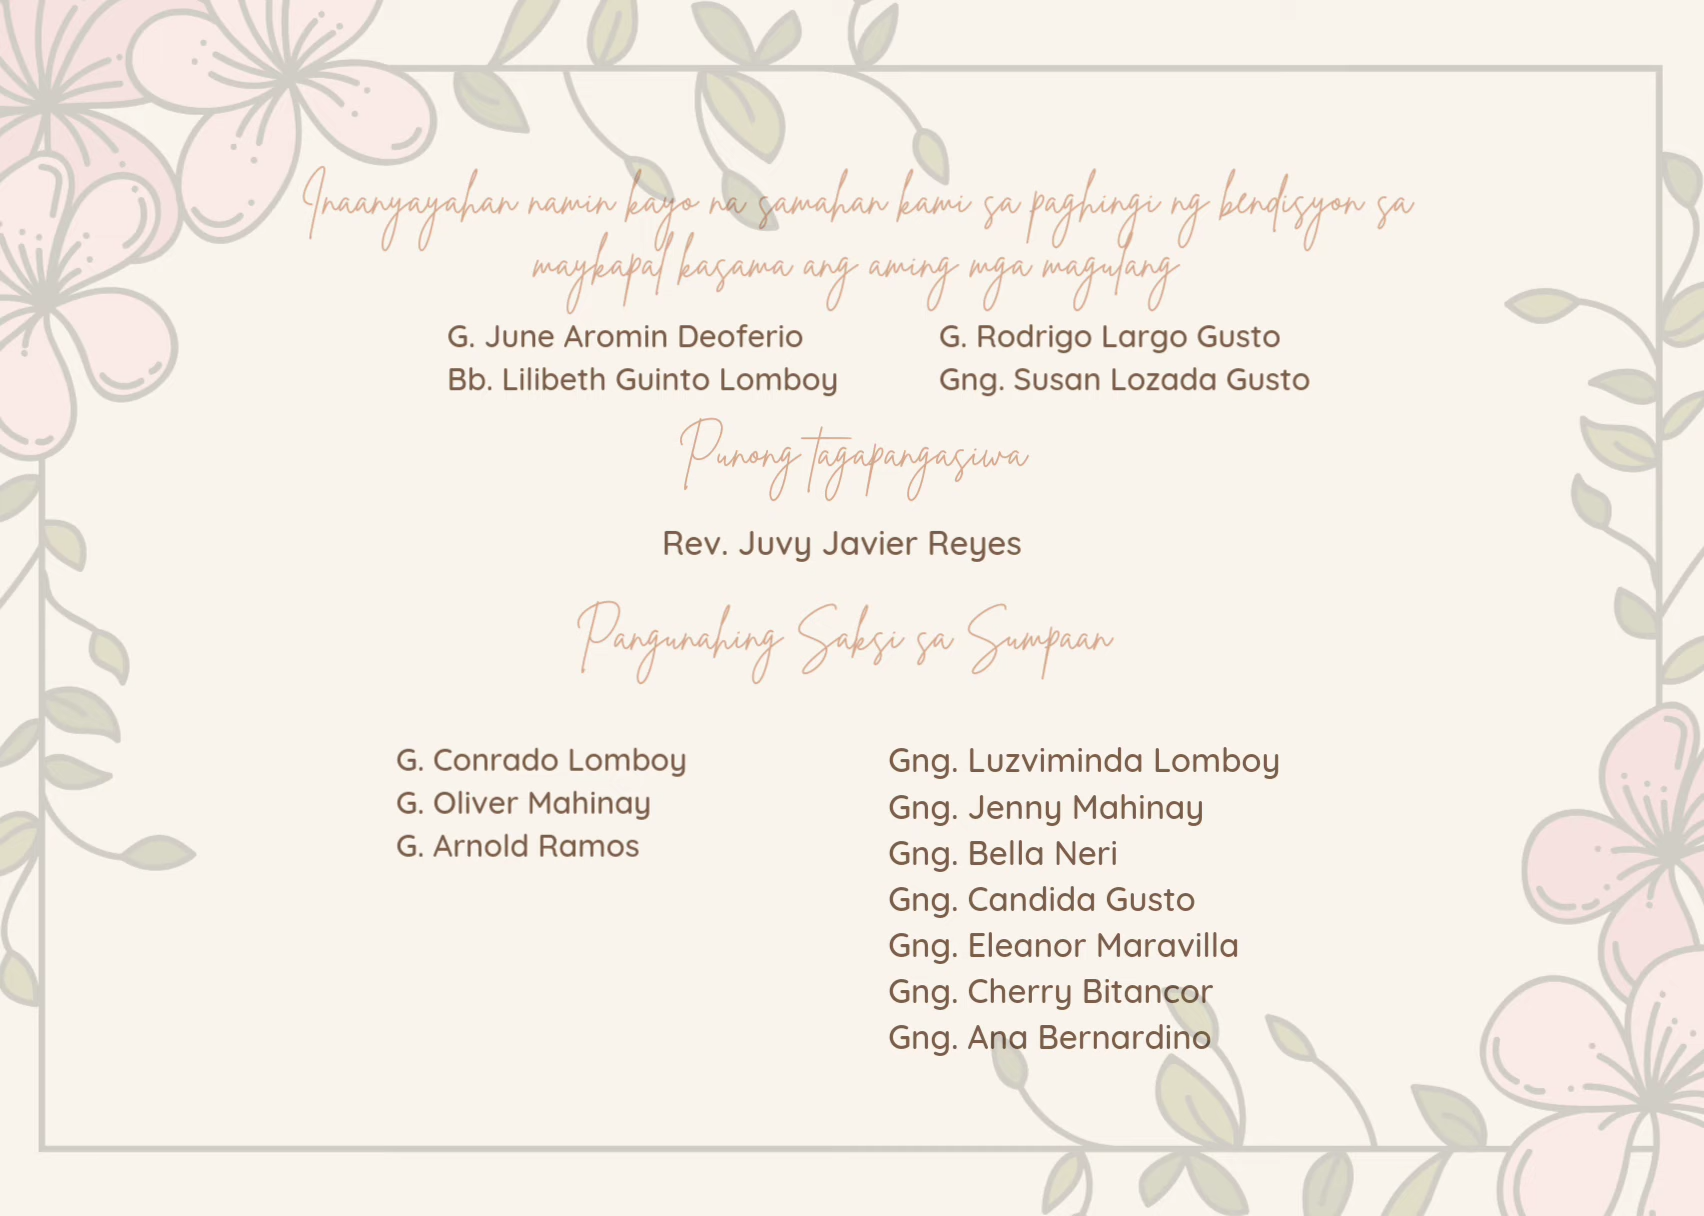 Inaanyayahan namin kayo na samahan kami sa paghingi ng bendisyon sa
maykapal kasama ang aming mga magulang
G. June Aromin Deoferio
Bb. Lilibeth Guinto Lomboy
G. Rodrigo Largo Gusto
Gng. Susan Lozada Gusto
Punong tagapangasiwa
Rev. Juvy Javier Reyes
Pangunahing Saksi sa Sumpaan
G. Conrado Lomboy
G. Oliver Mahinay
G. Arnold Ramos
Gng. Luzviminda Lomboy
Gng. Jenny Mahinay
Gng. Bella Neri
Gng. Candida Gusto
Gng. Eleanor Maravilla
Gng. Cherry Bitancor
Gng. Ana Bernardino